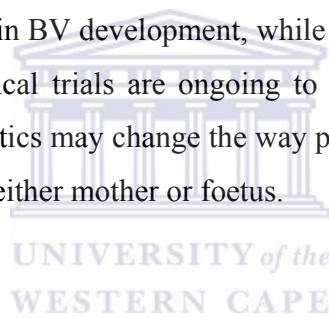 in BV development, while
ical trials are ongoing to
tics may change the way p
either mother or foetus.
UNIVERSITY of the
WESTERN CAPE